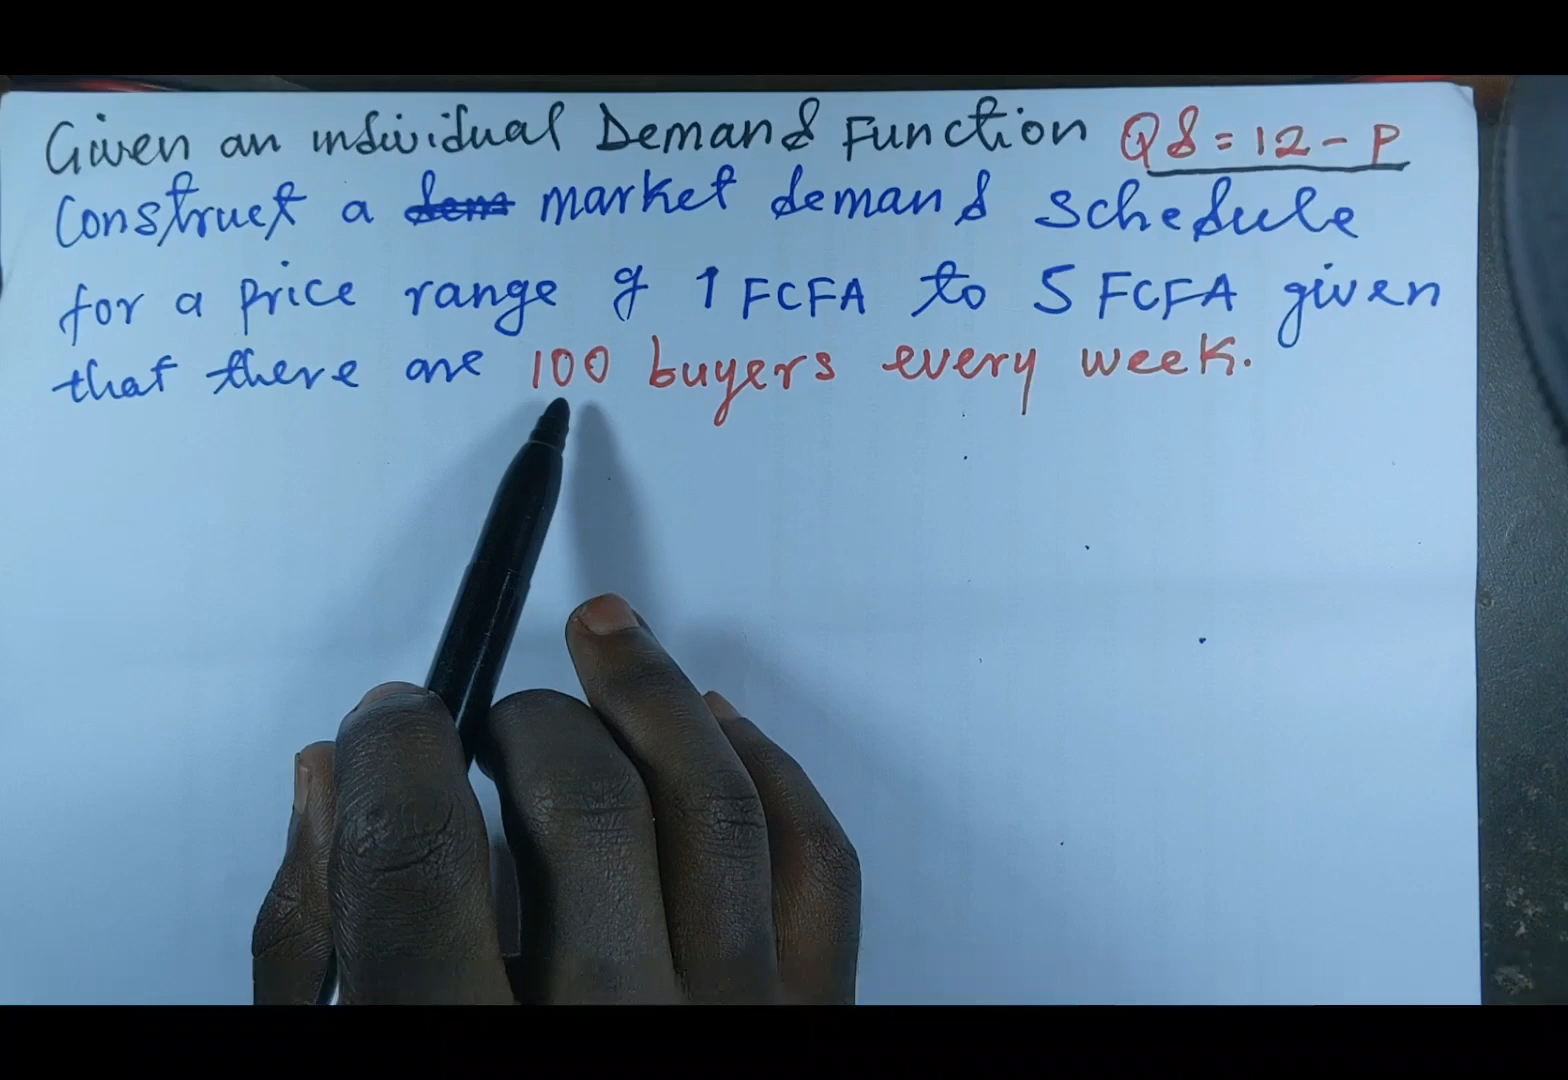 Given an individual Demand Function Qd = 12 - P
Construct a market demand schedule
for a price range of 1 FCFA to 5 FCFA given
that there are 100 buyers every week.